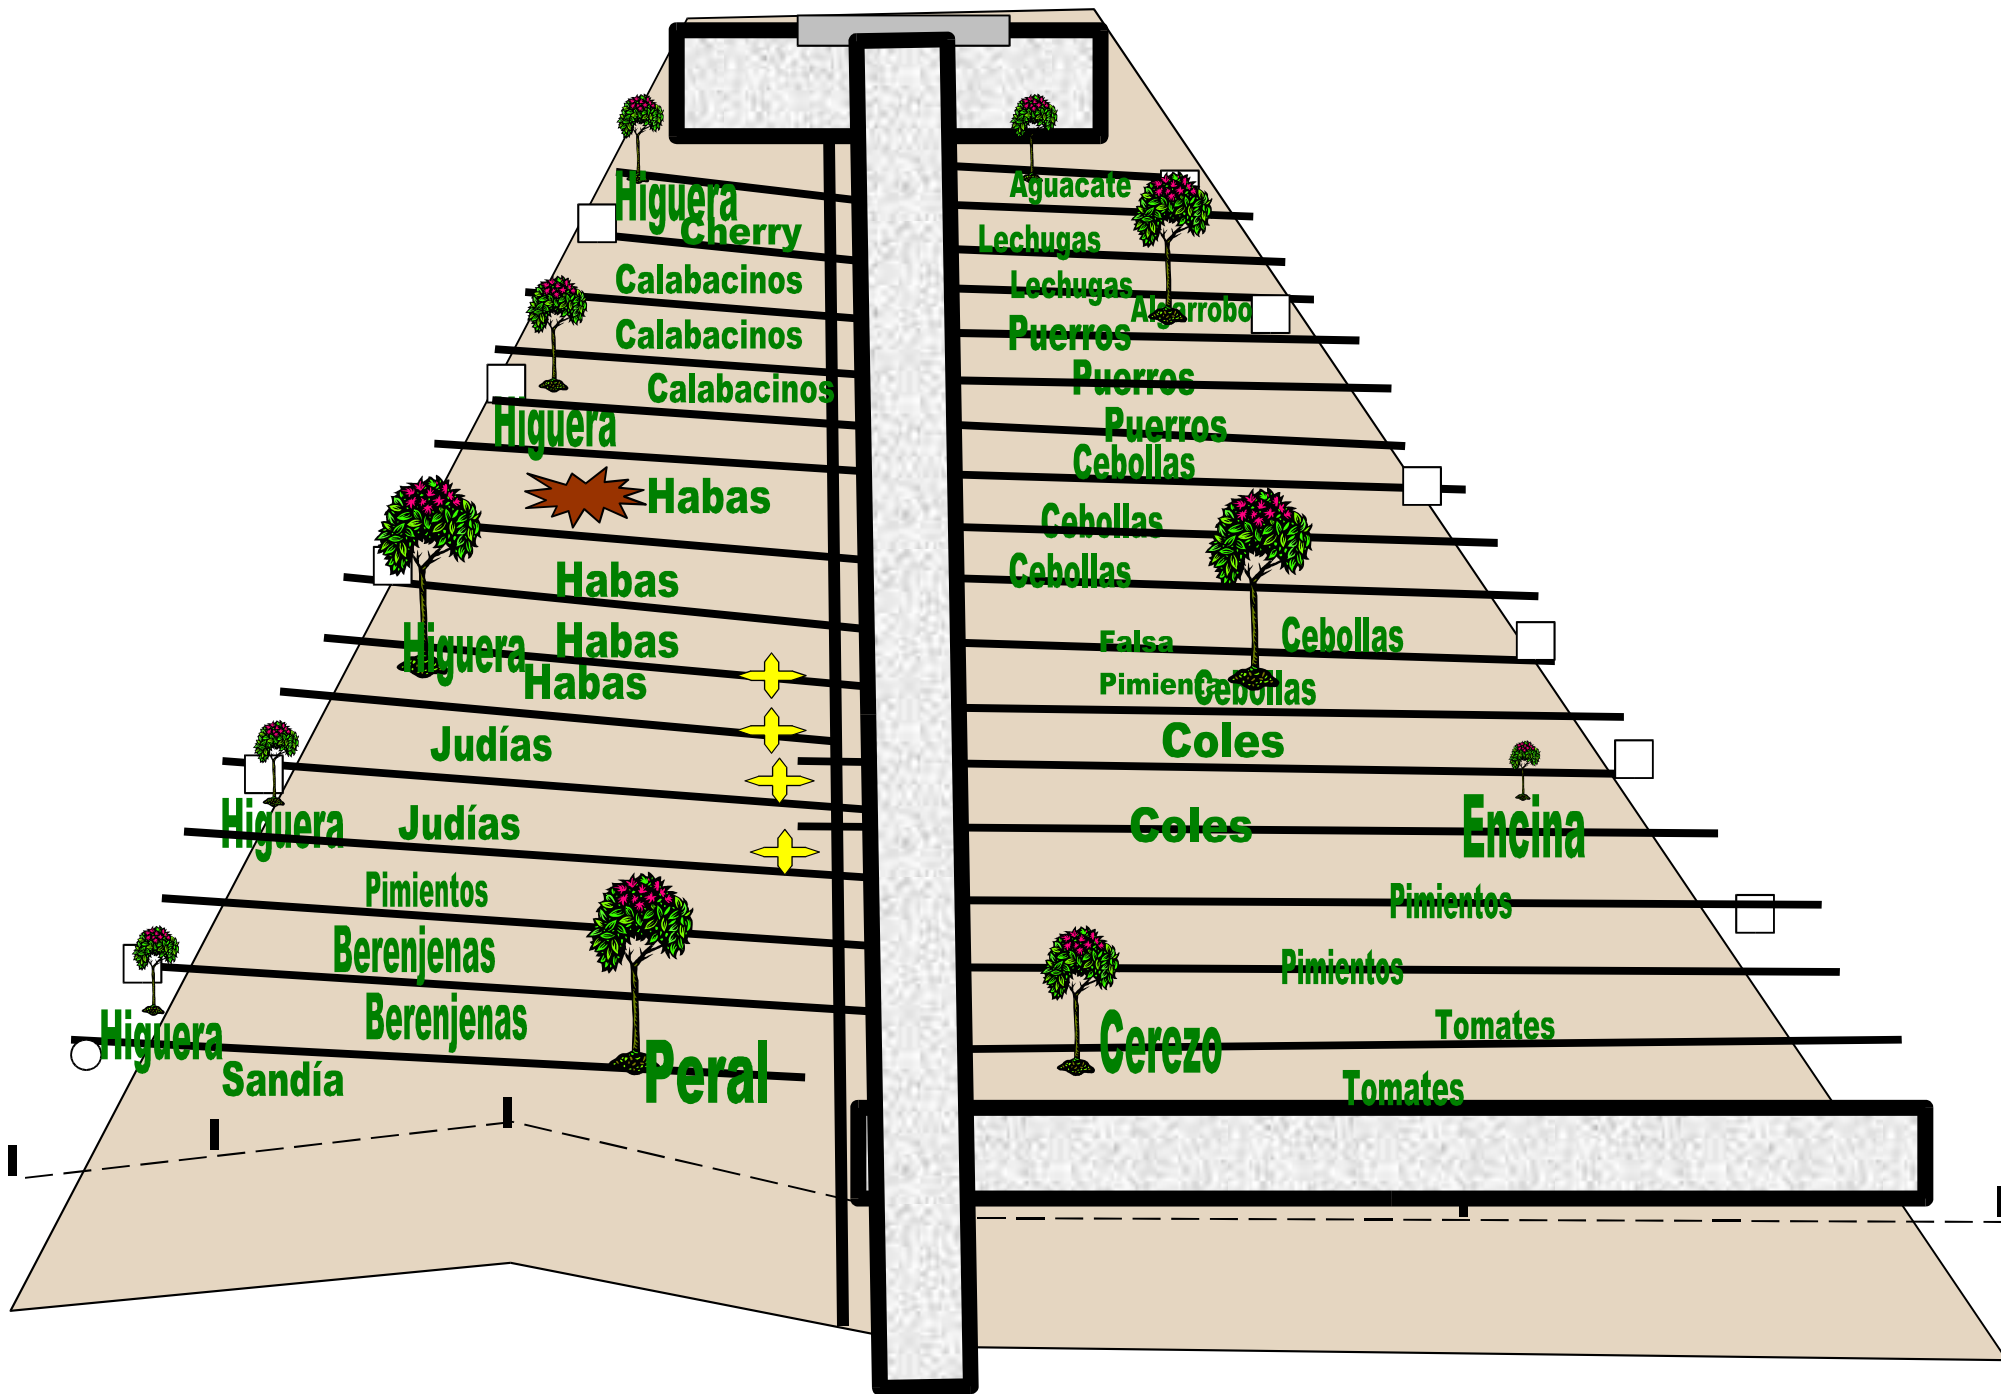 Higuera
Cherry
Calabacinos
Calabacinos
Calabacinos
Higuera
Habas
Habas
Higuera
Habas
Habas
Judías
Higuera
Judías
Pimientos
Berenjenas
Higuera
Berenjenas
Sandía
Peral
Aguacate
Lechugas
Lechugas
Algarrobo
Puerros
Puerros
Puerros
Cebollas
Cebollas
Cebollas
Falsa
Pimienta
Cebollas
Cebollas
Coles
Coles
Encina
Pimientos
Pimientos
Cerezo
Tomates
Tomates